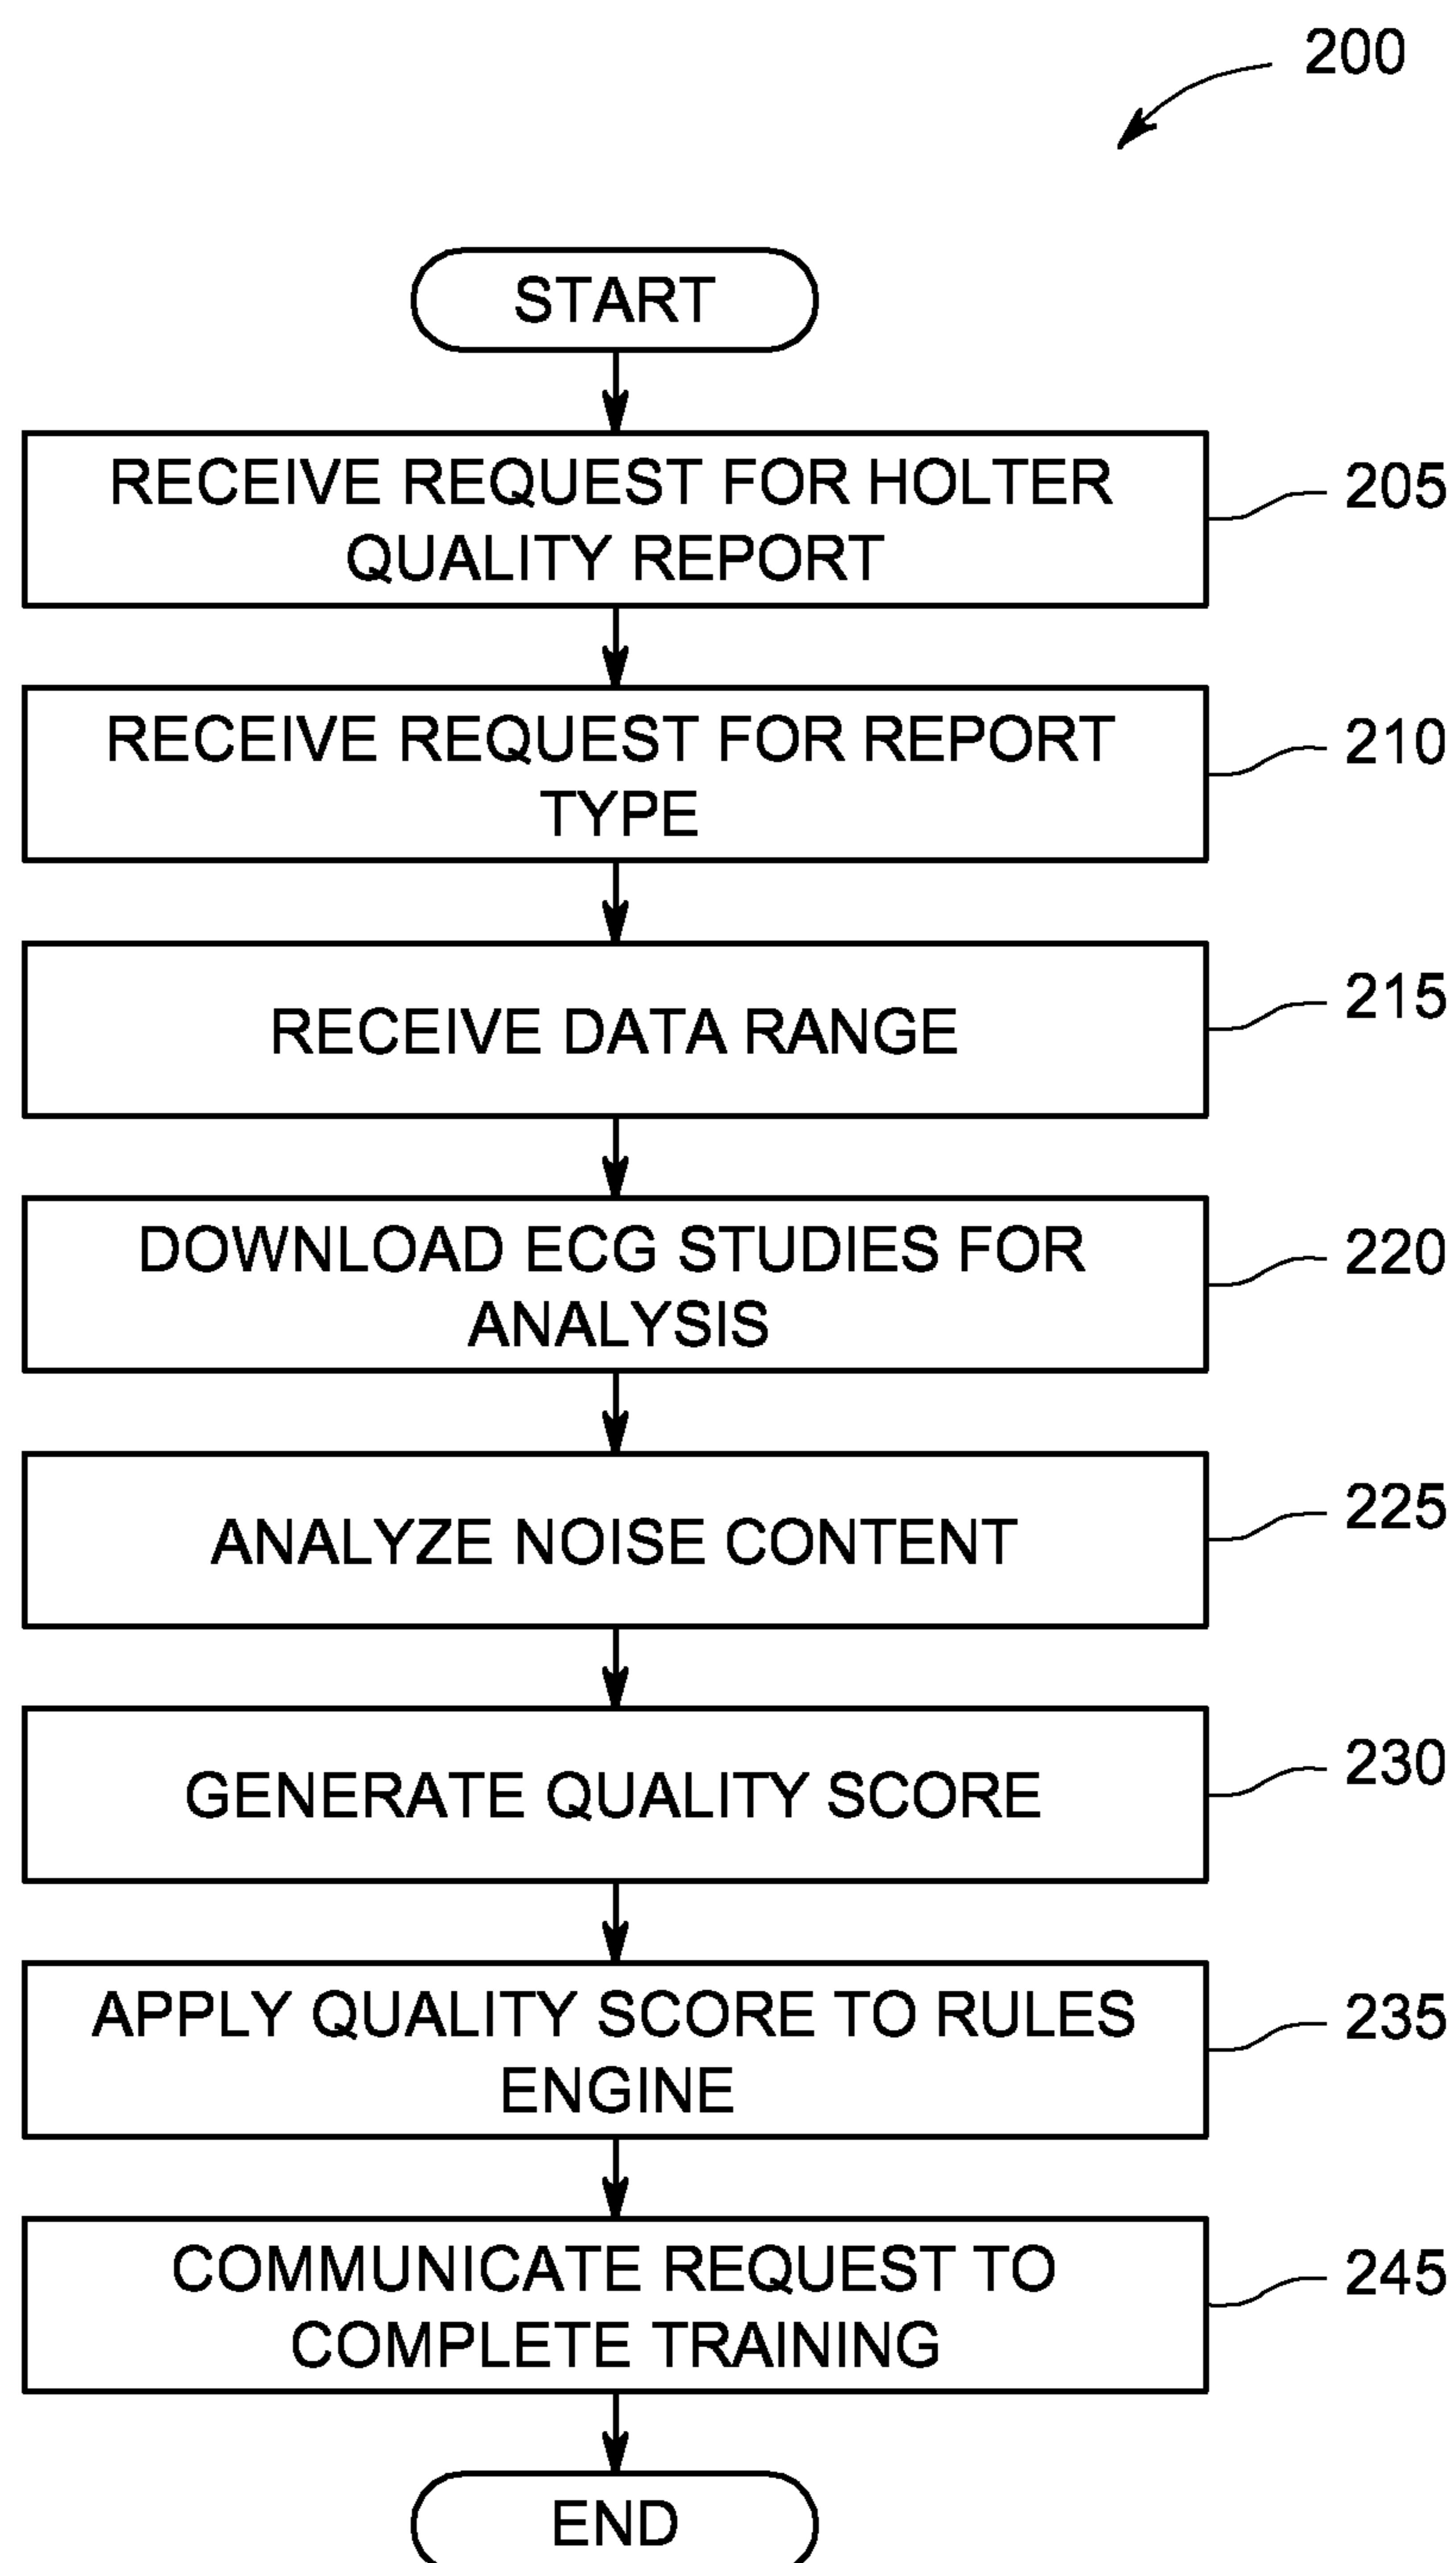 200
START
RECEIVE REQUEST FOR HOLTER
QUALITY REPORT
205
RECEIVE REQUEST FOR REPORT
TYPE
210
RECEIVE DATA RANGE
215
DOWNLOAD ECG STUDIES FOR
ANALYSIS
220
ANALYZE NOISE CONTENT
225
GENERATE QUALITY SCORE
230
APPLY QUALITY SCORE TO RULES
ENGINE
235
COMMUNICATE REQUEST TO
COMPLETE TRAINING
245
END